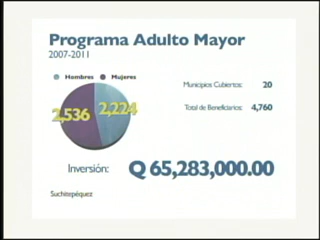 Programa Adulto Mayor
2007-2011
Hombres Mujeres
2,536 2,224
Municipios Cubiertos: 20
Total de Beneficiarios: 4,760
Inversión: Q 65,283,000.00
Suchitepéquez